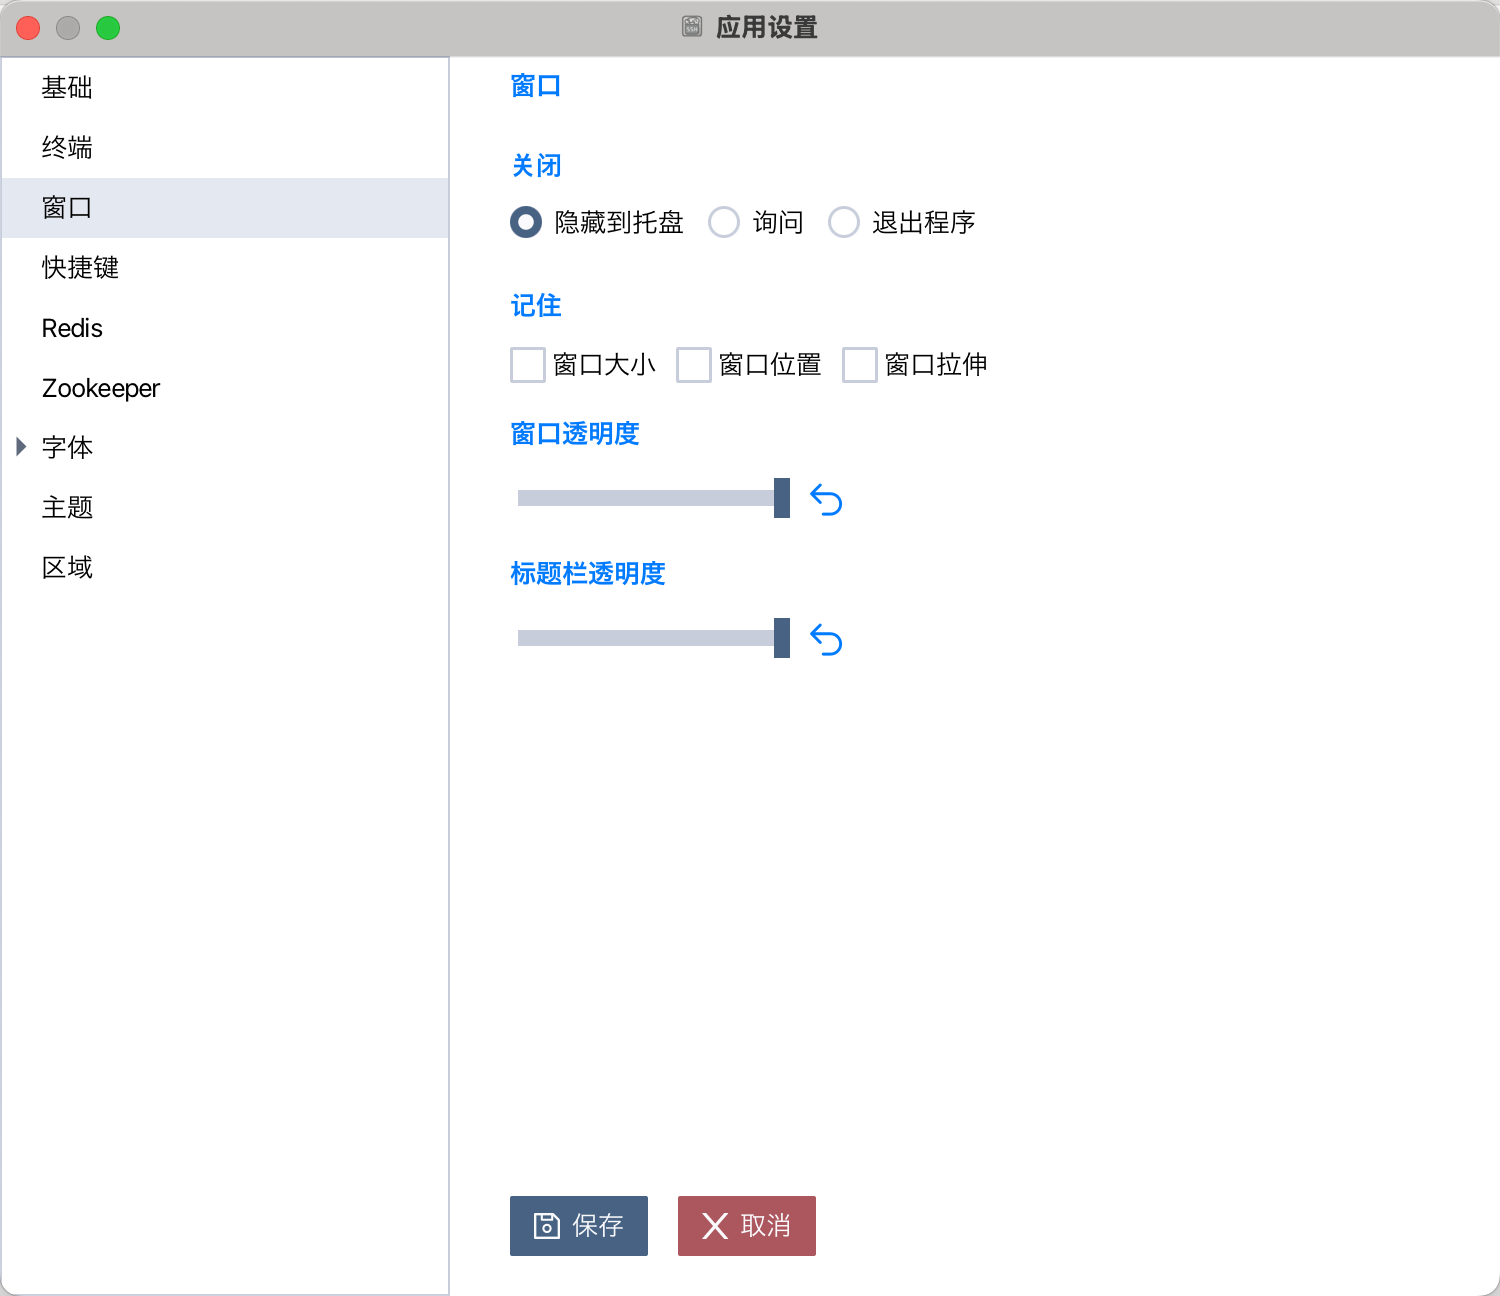 应用设置
基础
终端
窗口
快捷键
Redis
Zookeeper
字体
主题
区域
窗口
关闭
隐藏到托盘 询问 退出程序
记住
窗口大小 窗口位置 窗口拉伸
窗口透明度
标题栏透明度
保存 取消